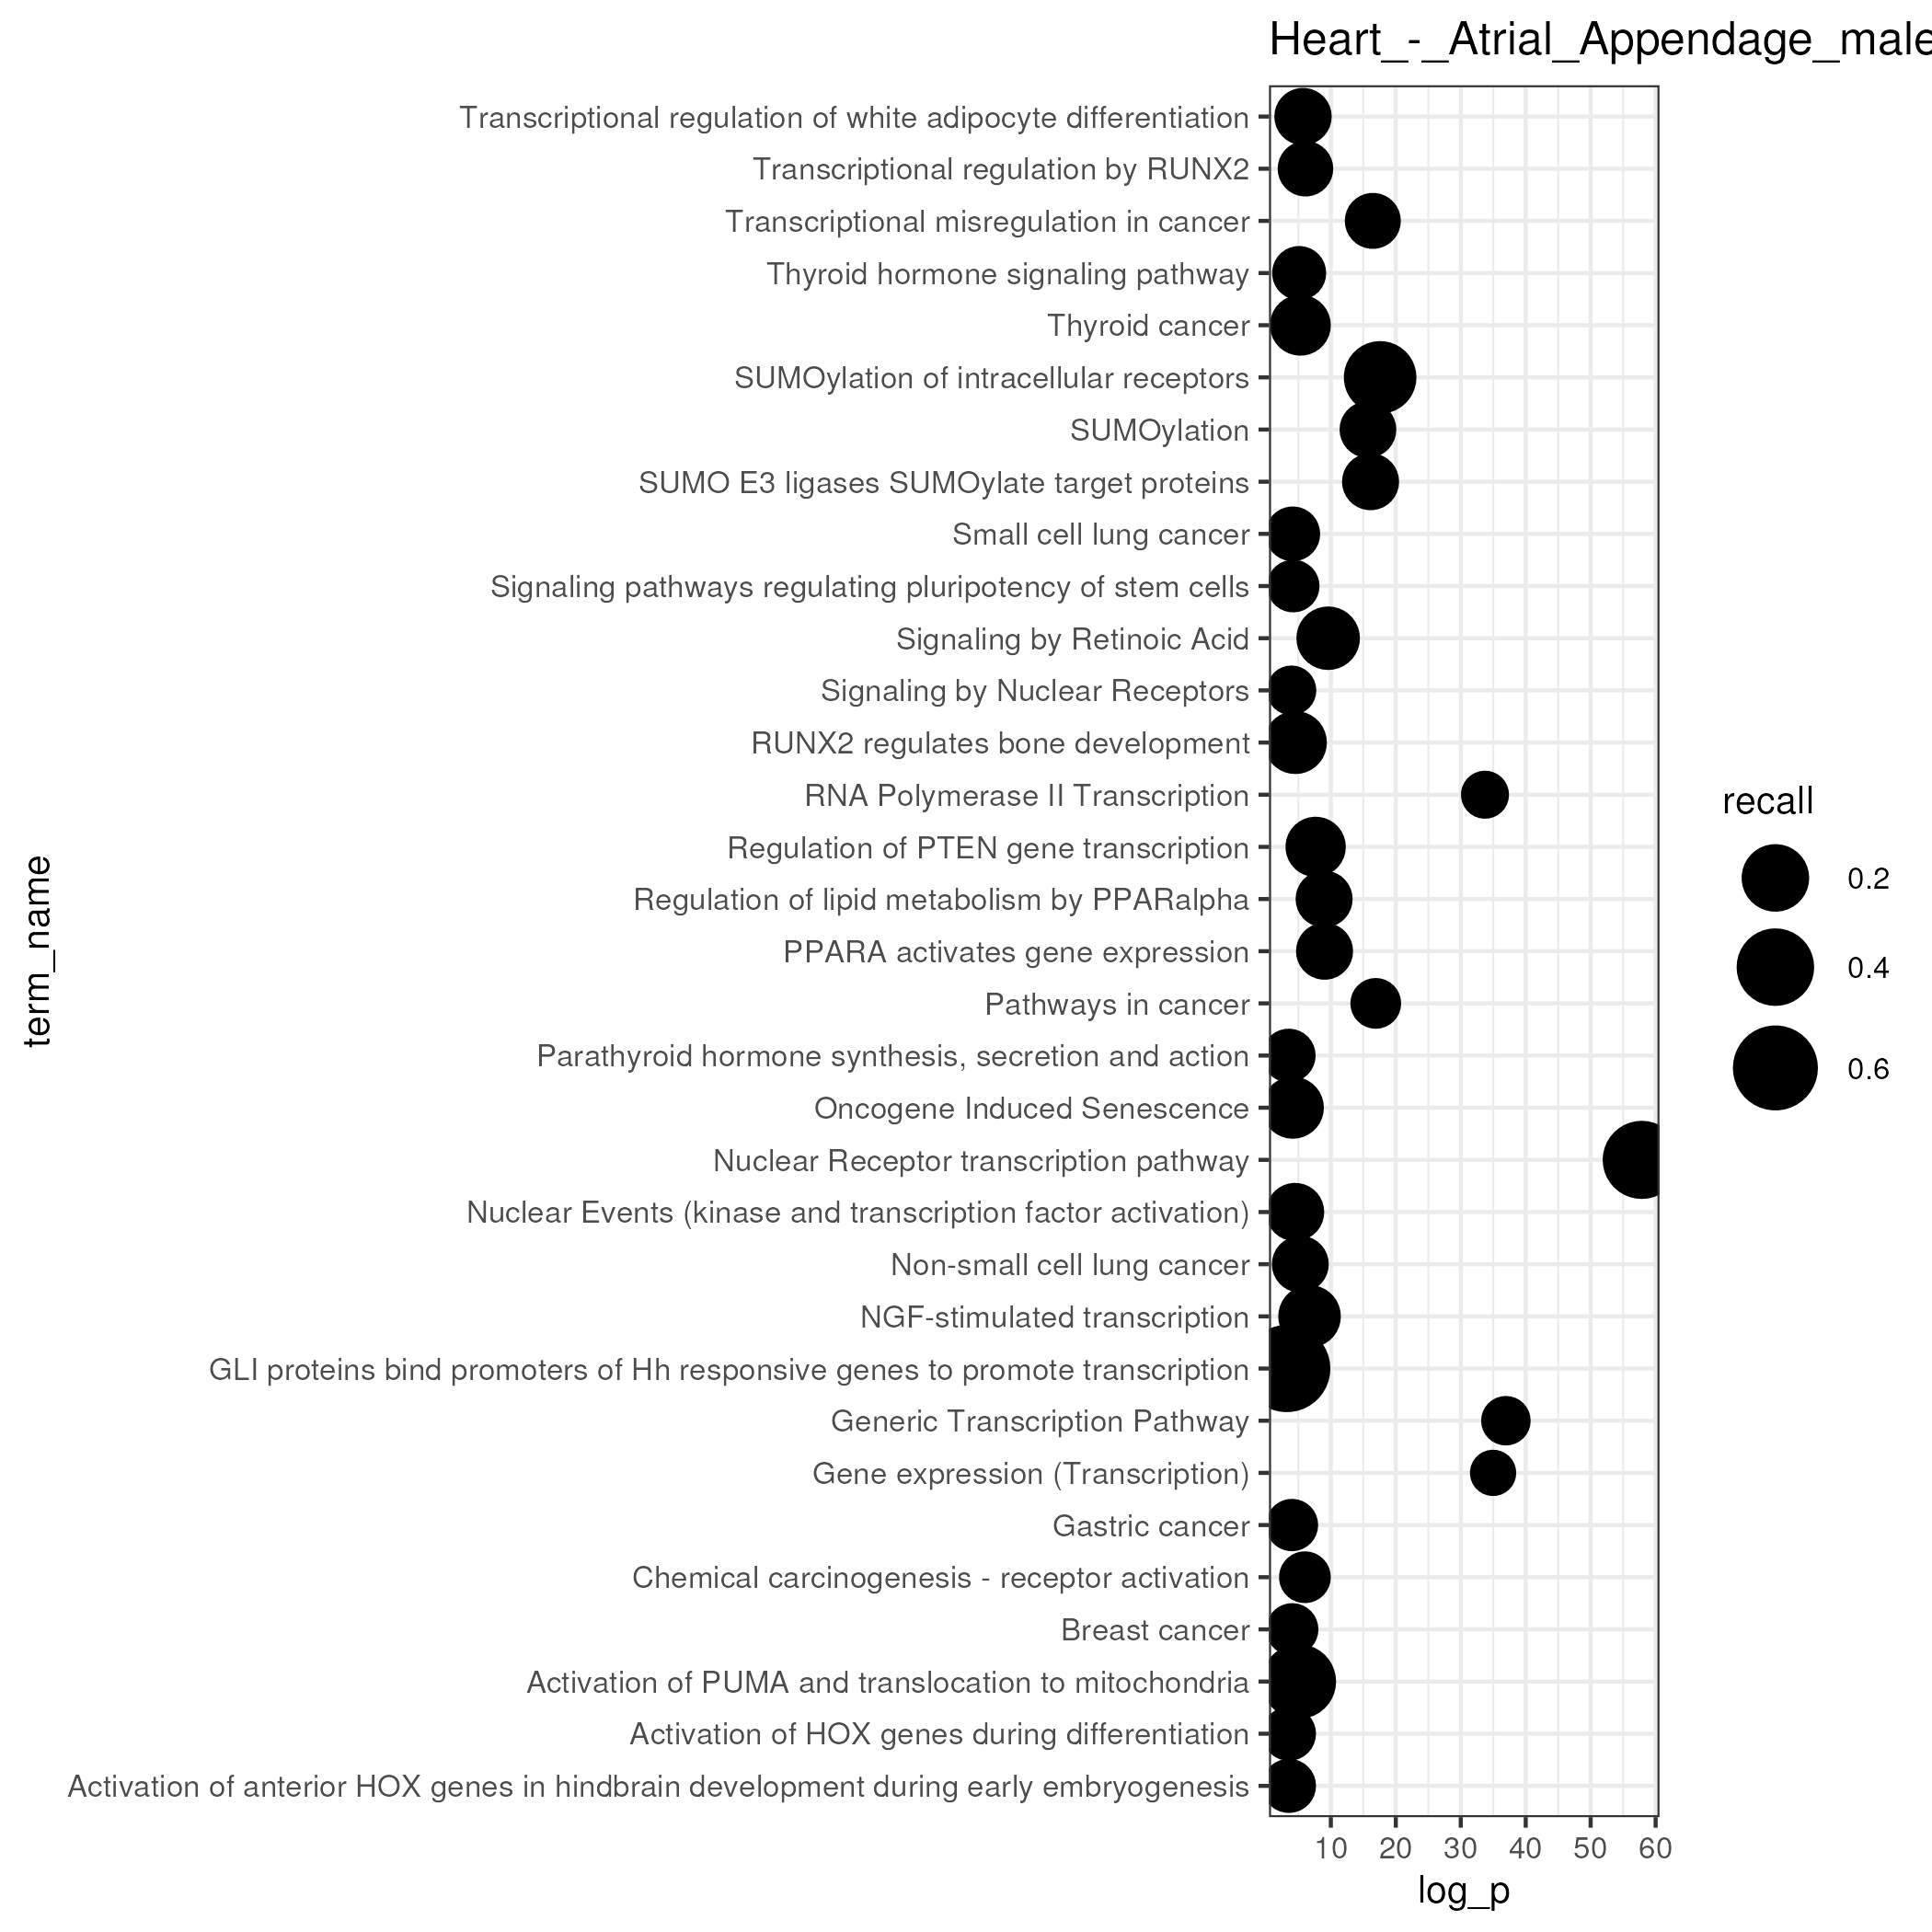 Heart_-_Atrial_Appendage_male
Transcriptional regulation of white adipocyte differentiation
Transcriptional regulation by RUNX2
Transcriptional misregulation in cancer
Thyroid hormone signaling pathway
Thyroid cancer
SUMOylation of intracellular receptors
SUMOylation
SUMO E3 ligases SUMOylate target proteins
Small cell lung cancer
Signaling pathways regulating pluripotency of stem cells
Signaling by Retinoic Acid
Signaling by Nuclear Receptors
RUNX2 regulates bone development
RNA Polymerase II Transcription
Regulation of PTEN gene transcription
Regulation of lipid metabolism by PPARalpha
PPARA activates gene expression
Pathways in cancer
Parathyroid hormone synthesis, secretion and action
Oncogene Induced Senescence
Nuclear Receptor transcription pathway
Nuclear Events (kinase and transcription factor activation)
Non-small cell lung cancer
NGF-stimulated transcription
GLI proteins bind promoters of Hh responsive genes to promote transcription
Generic Transcription Pathway
Gene expression (Transcription)
Gastric cancer
Chemical carcinogenesis - receptor activation
Breast cancer
Activation of PUMA and translocation to mitochondria
Activation of HOX genes during differentiation
Activation of anterior HOX genes in hindbrain development during early embryogenesis
term_name
10 20 30 40 50 60
log_p
recall
0.2
0.4
0.6